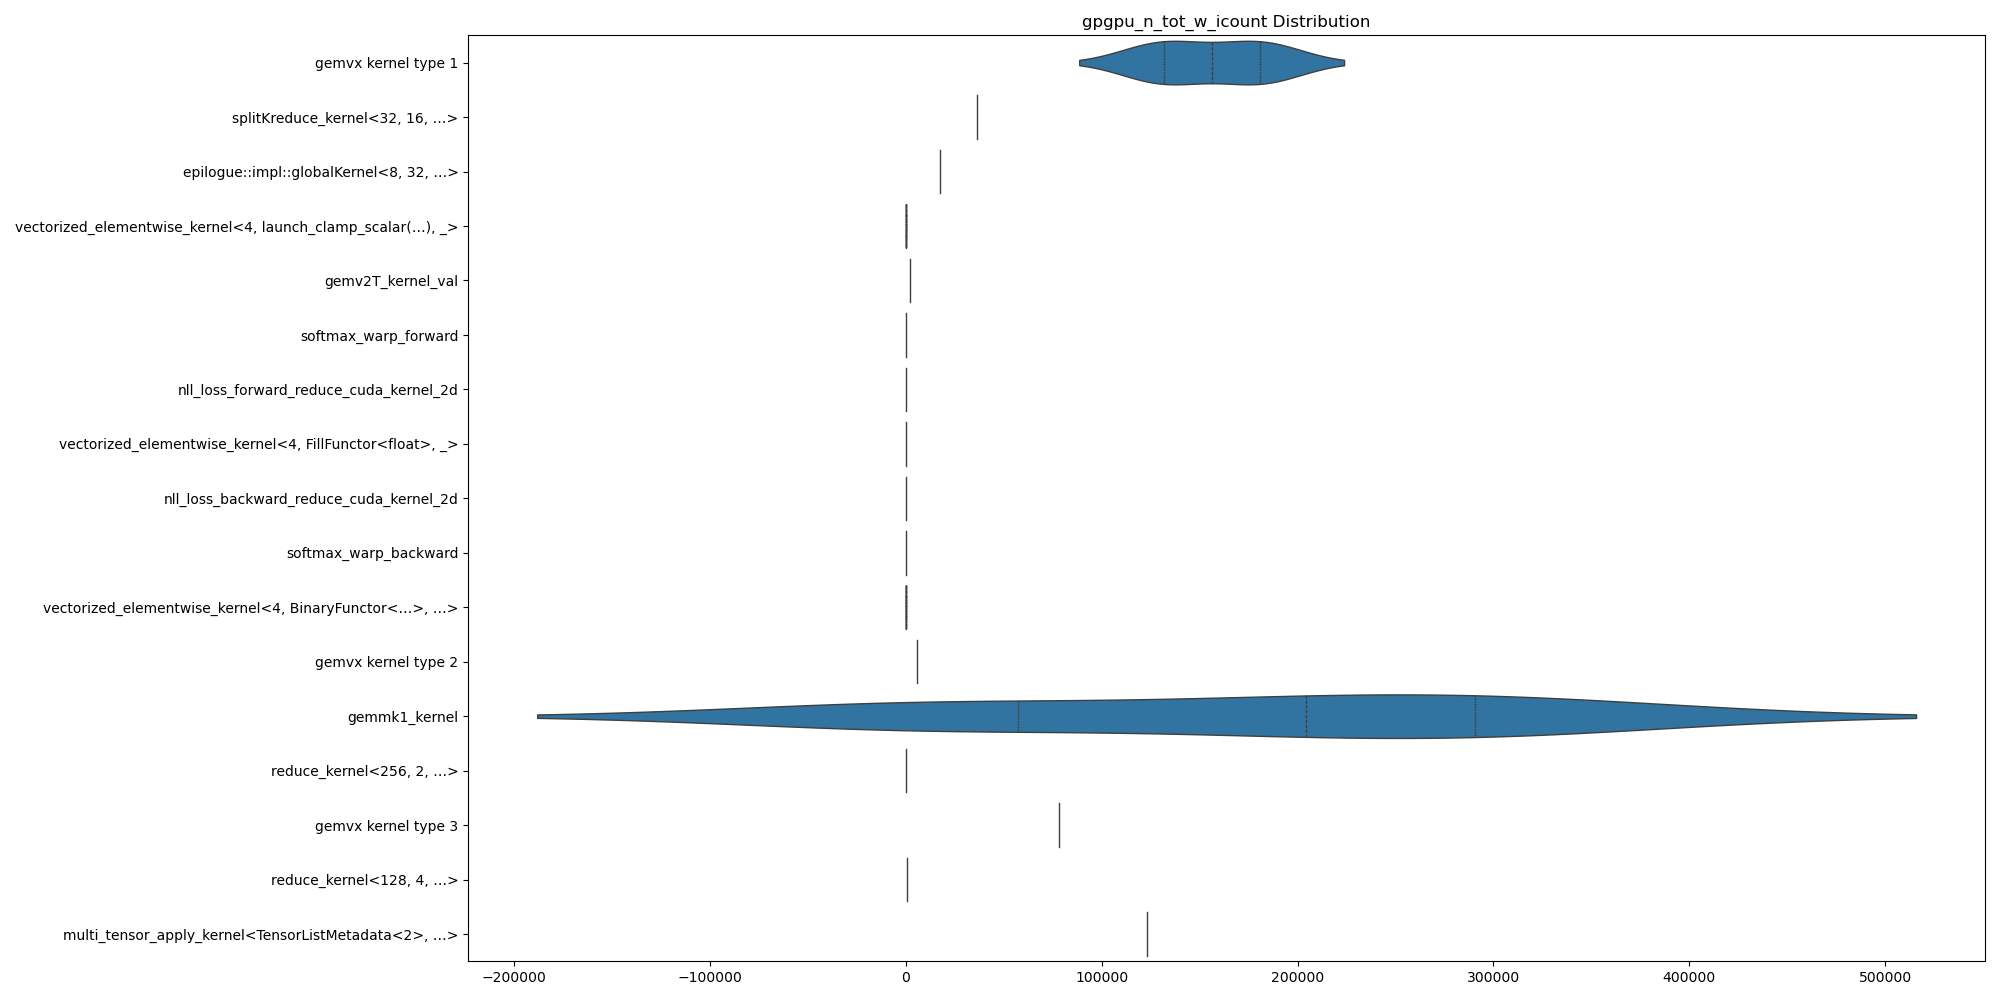 gpgpu_n_tot_w_icount Distribution
gemvx kernel type 1
splitKreduce_kernel<32, 16, ...>
epilogue::impl::globalKernel<8, 32, ...>
vectorized_elementwise_kernel<4, launch_clamp_scalar(...), _>
gemv2T_kernel_val
softmax_warp_forward
nll_loss_forward_reduce_cuda_kernel_2d
vectorized_elementwise_kernel<4, FillFunctor<float>, _>
nll_loss_backward_reduce_cuda_kernel_2d
softmax_warp_backward
vectorized_elementwise_kernel<4, BinaryFunctor<...>, ...>
gemvx kernel type 2
gemmk1_kernel
reduce_kernel<256, 2, ...>
gemvx kernel type 3
reduce_kernel<128, 4, ...>
multi_tensor_apply_kernel<TensorListMetadata<2>, ...>
−200000 −100000 0 100000 200000 300000 400000 500000